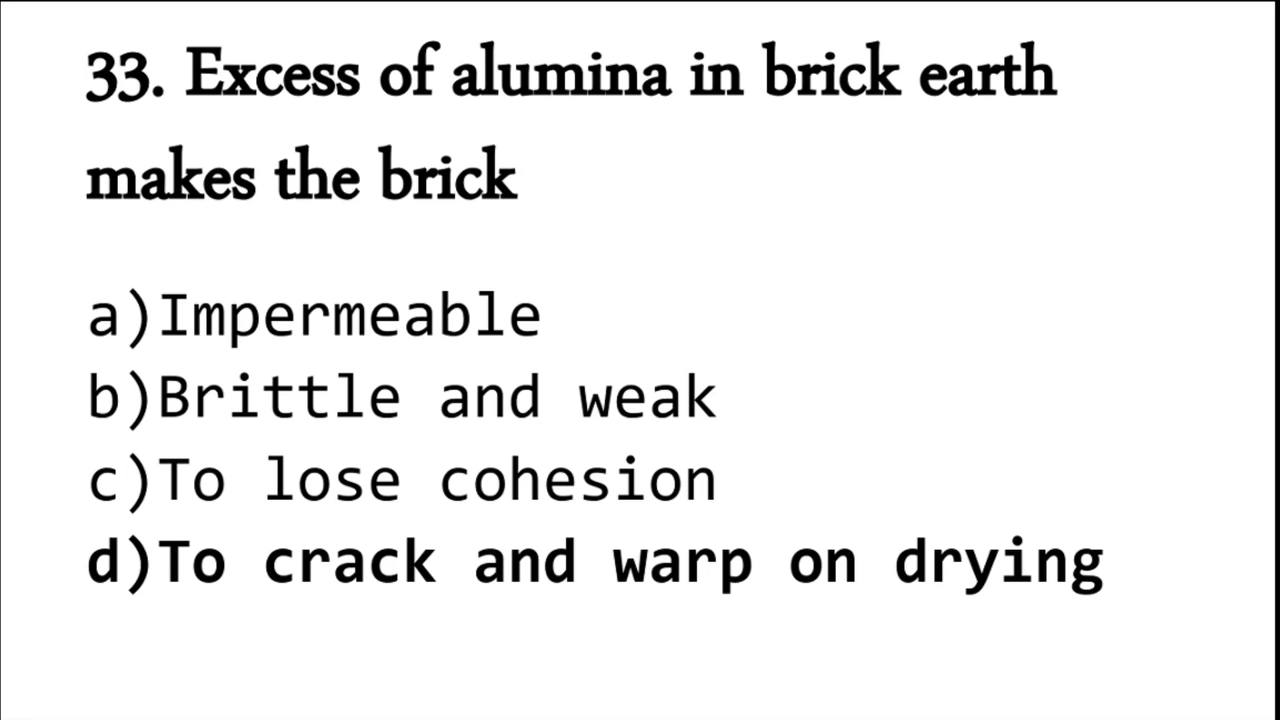 33. Excess of alumina in brick earth
makes the brick
a)Impermeable
b)Brittle and weak
c)To lose cohesion
d)To crack and warp on drying